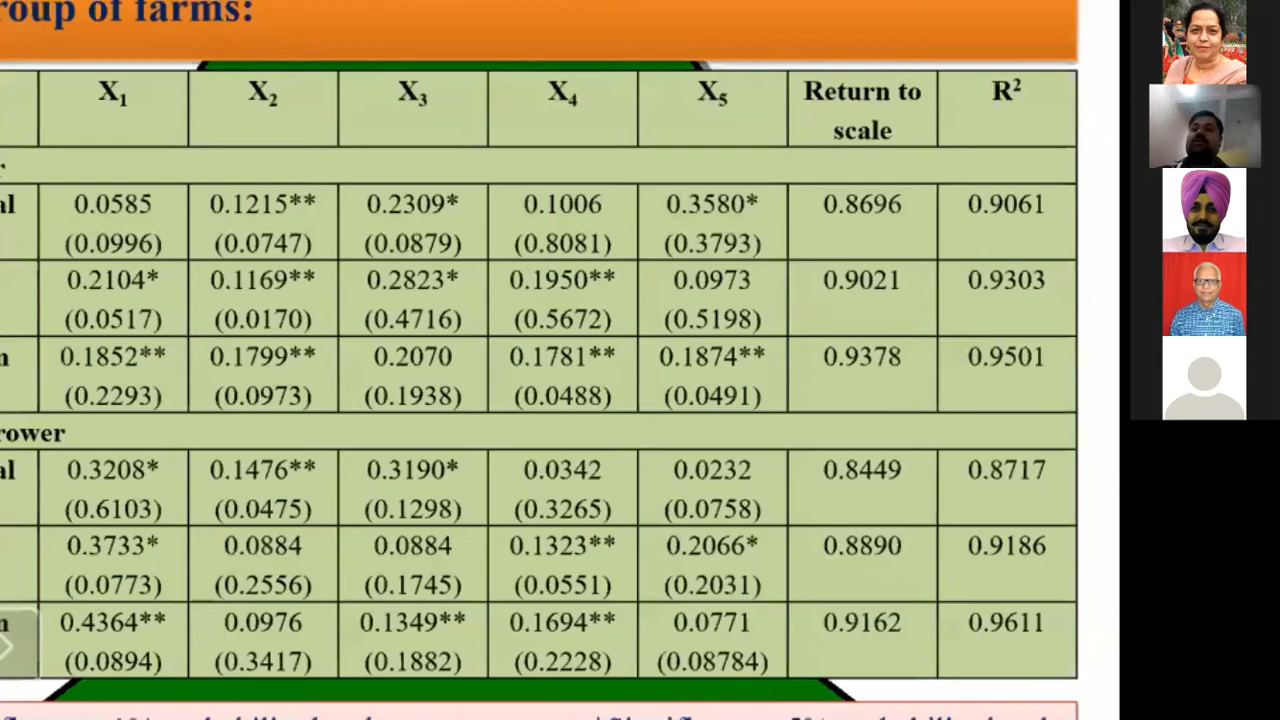 roup of farms:
X1 X2 X3 X4 X5 Return to scale R2
r
al 0.0585 0.1215** 0.2309* 0.1006 0.3580* 0.8696 0.9061
(0.0996) (0.0747) (0.0879) (0.8081) (0.3793)
0.2104* 0.1169** 0.2823* 0.1950** 0.0973 0.9021 0.9303
(0.0517) (0.0170) (0.4716) (0.5672) (0.5198)
m 0.1852** 0.1799** 0.2070 0.1781** 0.1874** 0.9378 0.9501
(0.2293) (0.0973) (0.1938) (0.0488) (0.0491)
rower
al 0.3208* 0.1476** 0.3190* 0.0342 0.0232 0.8449 0.8717
(0.6103) (0.0475) (0.1298) (0.3265) (0.0758)
0.3733* 0.0884 0.0884 0.1323** 0.2066* 0.8890 0.9186
(0.0773) (0.2556) (0.1745) (0.0551) (0.2031)
m 0.4364** 0.0976 0.1349** 0.1694** 0.0771 0.9162 0.9611
(0.0894) (0.3417) (0.1882) (0.2228) (0.08784)